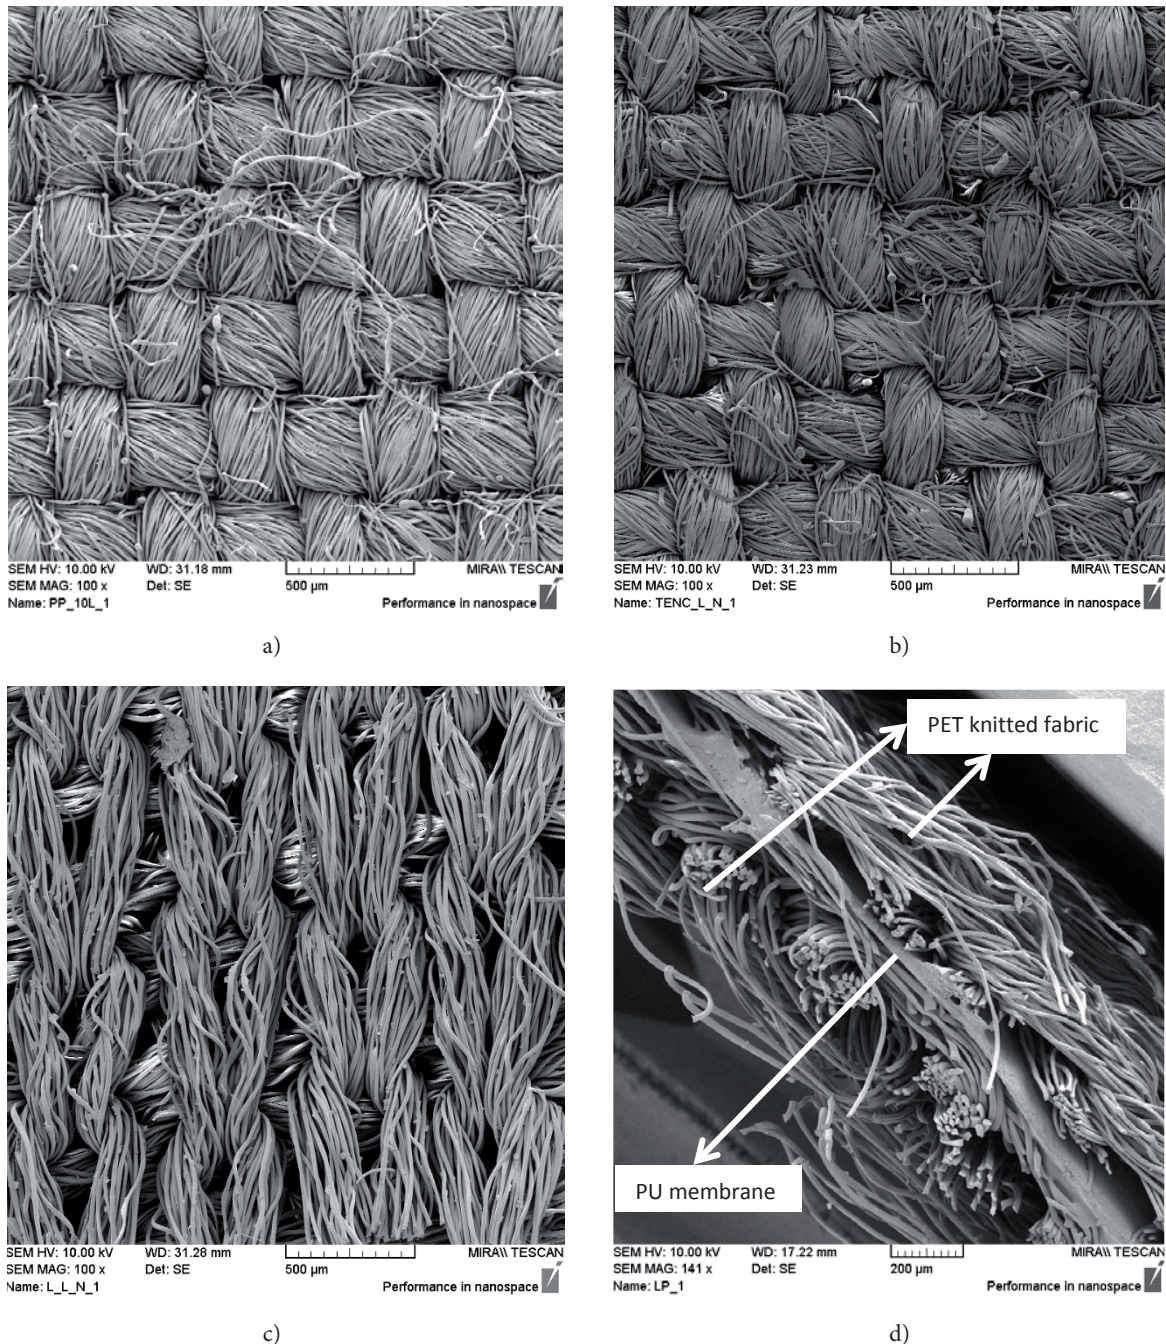 SEM HV: 10.00 kV WD: 31.18 mm MIRA\\ TESCAN
SEM MAG: 100 x Det: SE 500 µm
Name: PP_10L_1 Performance in nanospace
a)
SEM HV: 10.00 kV WD: 31.23 mm MIRA\\ TESCAN
SEM MAG: 100 x Det: SE 500 µm
Name: TENC_L_N_1 Performance in nanospace
b)
SEM HV: 10.00 kV WD: 31.28 mm MIRA\\ TESCAN
SEM MAG: 100 x Det: SE 500 µm
Name: L_L_N_1 Performance in nanospace
c)
PET knitted fabric
PU membrane
SEM HV: 10.00 kV WD: 17.22 mm MIRA\\ TESCAN
SEM MAG: 141 x Det: SE 200 µm
Name: LP_1 Performance in nanospace
d)